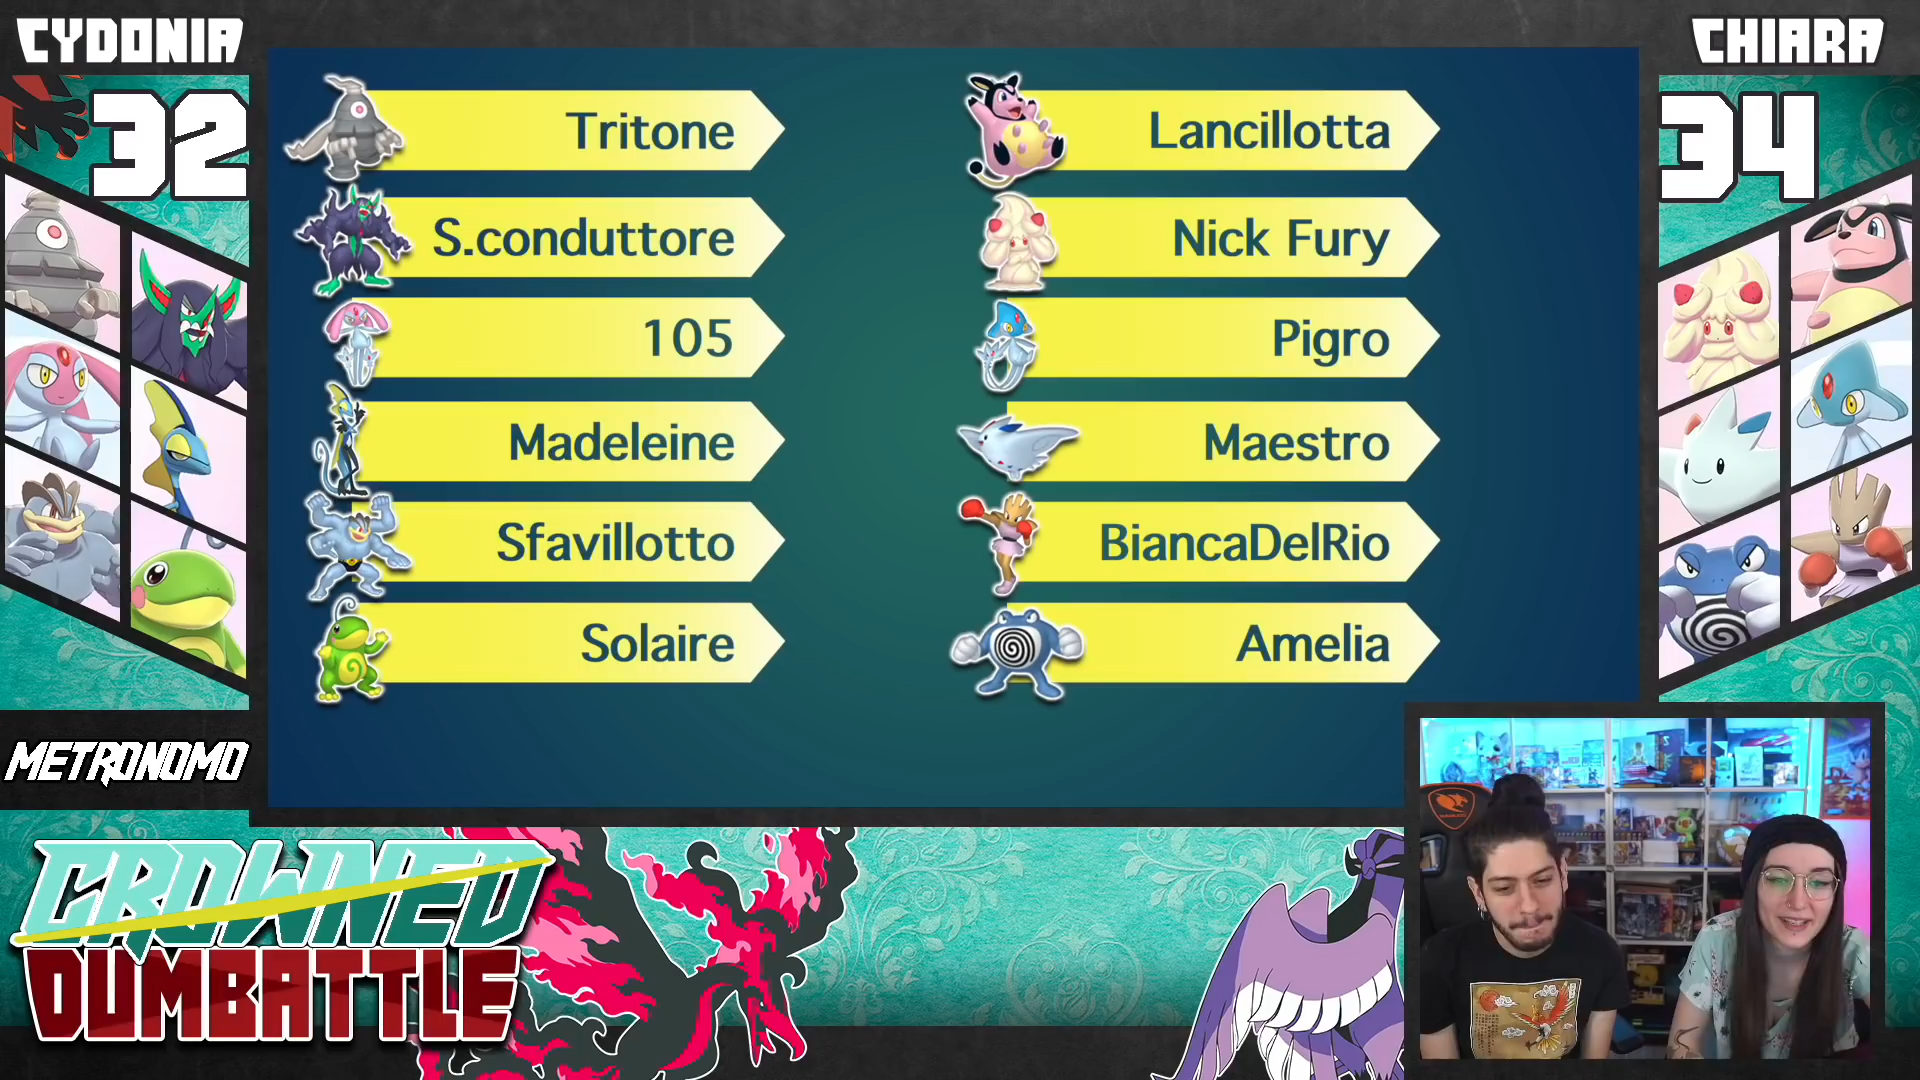 CYDONIA
CHIARA
32
34
Tritone
Lancillotta
S.conduttore
Nick Fury
105
Pigro
Madeleine
Maestro
Sfavillotto
BiancaDelRio
Solaire
Amelia
METRONOMO
CROWNED
DUMBATTLE